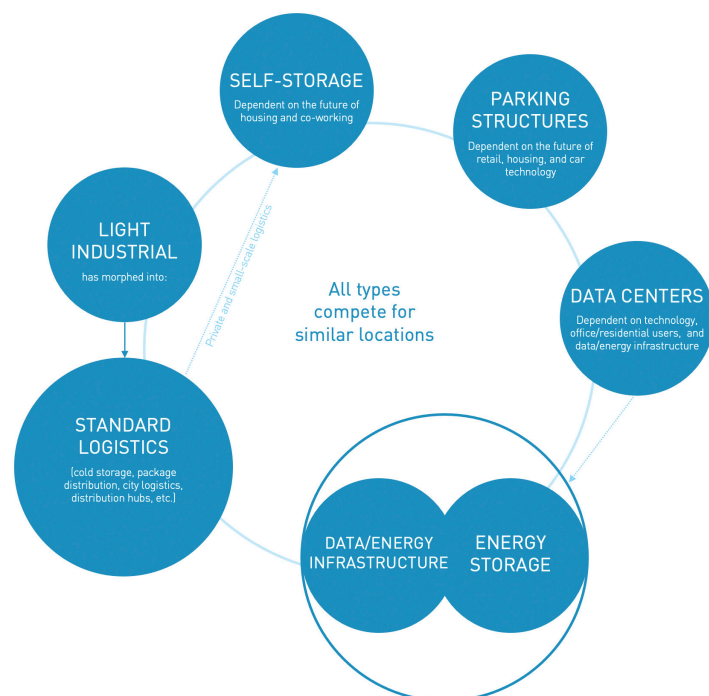 SELF-STORAGE
Dependent on the future of
housing and co-working
PARKING
STRUCTURES
Dependent on the future of
retail, housing, and car
technology
LIGHT
INDUSTRIAL
has morphed into:
Private and small-scale logistics
All types
compete for
similar locations
DATA CENTERS
Dependent on technology,
office/residential users, and
data/energy infrastructure
STANDARD
LOGISTICS
(cold storage, package
distribution, city logistics,
distribution hubs, etc.)
DATA/ENERGY
INFRASTRUCTURE
ENERGY
STORAGE